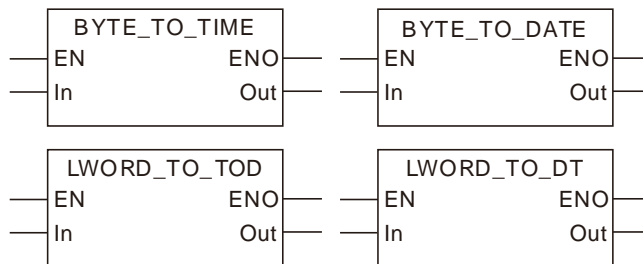 BYTE_TO_TIME
EN ENO
In Out
BYTE_TO_DATE
EN ENO
In Out
LWORD_TO_TOD
EN ENO
In Out
LWORD_TO_DT
EN ENO
In Out